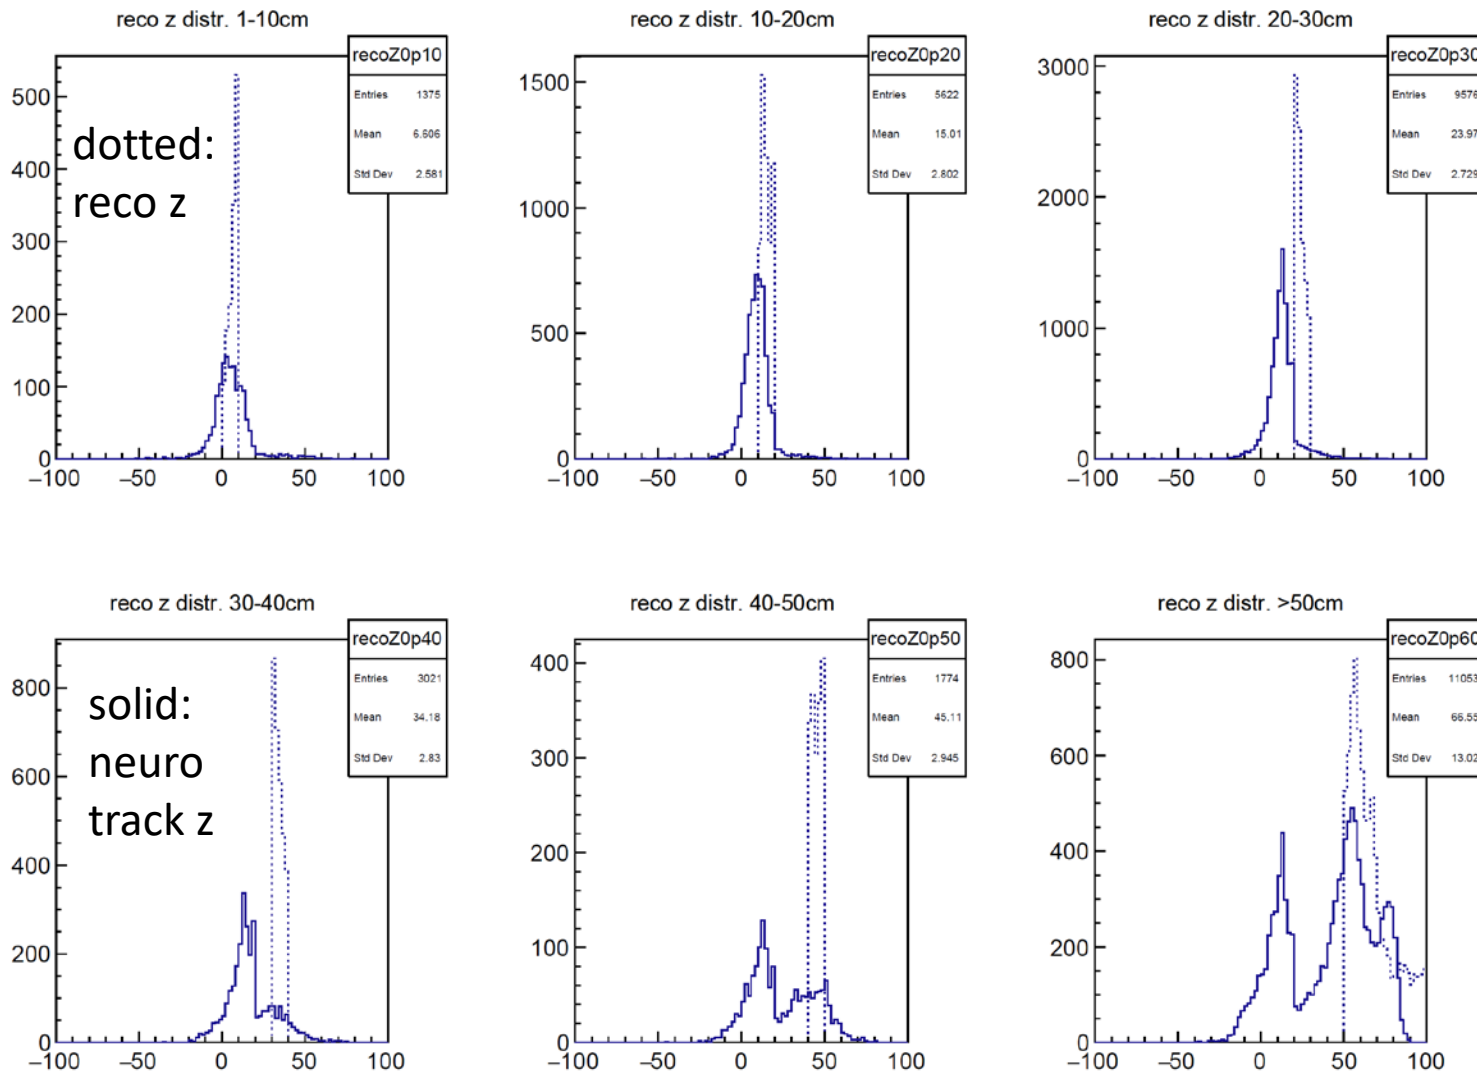 reco z distr. 1-10cm
recoZ0p10
Entries 1375
Mean 6.606
Std Dev 2.581
dotted:
reco z
500
400
300
200
100
0
−100 −50 0 50 100
reco z distr. 10-20cm
recoZ0p20
Entries 5622
Mean 15.01
Std Dev 2.802
1500
1000
500
0
−100 −50 0 50 100
reco z distr. 20-30cm
recoZ0p30
Entries 9576
Mean 23.97
Std Dev 2.729
3000
2000
1000
0
−100 −50 0 50 100
reco z distr. 30-40cm
recoZ0p40
Entries 3021
Mean 34.18
Std Dev 2.83
solid:
neuro
track z
800
600
400
200
0
−100 −50 0 50 100
reco z distr. 40-50cm
recoZ0p50
Entries 1774
Mean 45.11
Std Dev 2.945
400
300
200
100
0
−100 −50 0 50 100
reco z distr. >50cm
recoZ0p60
Entries 11053
Mean 66.55
Std Dev 13.02
800
600
400
200
0
−100 −50 0 50 100